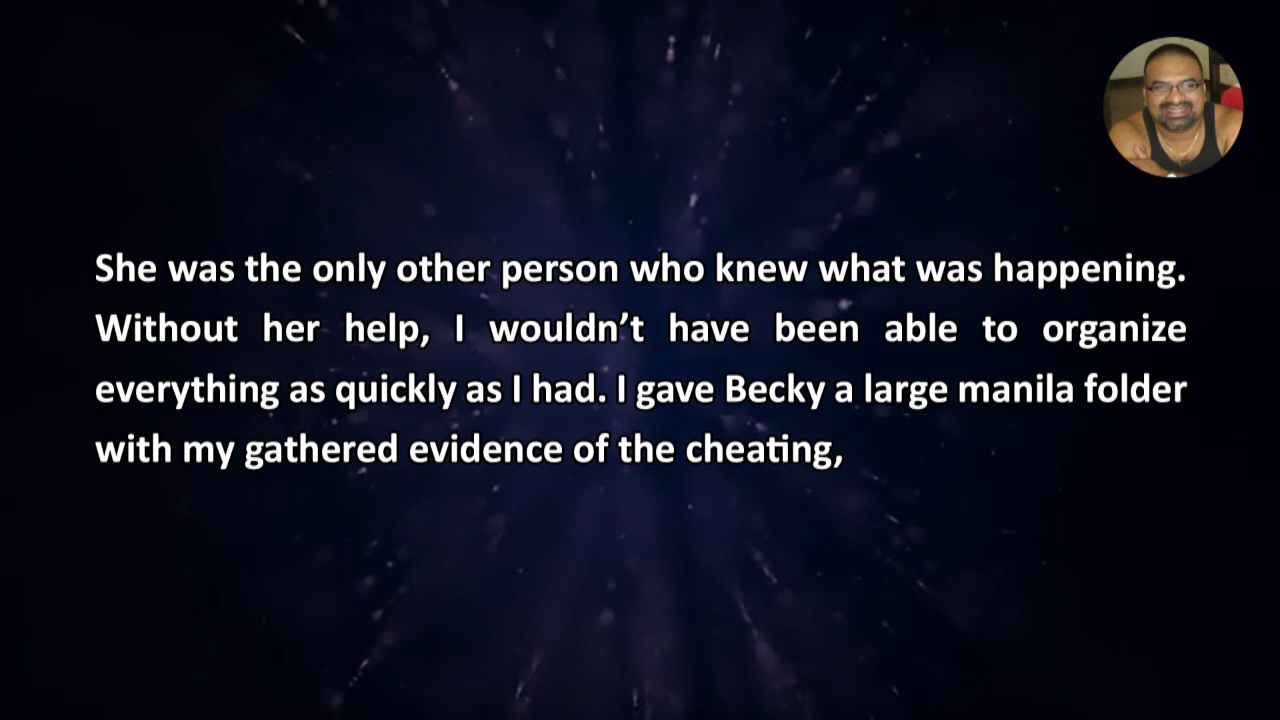 She was the only other person who knew what was happening.
Without her help, I wouldn’t have been able to organize
everything as quickly as I had. I gave Becky a large manila folder
with my gathered evidence of the cheating,